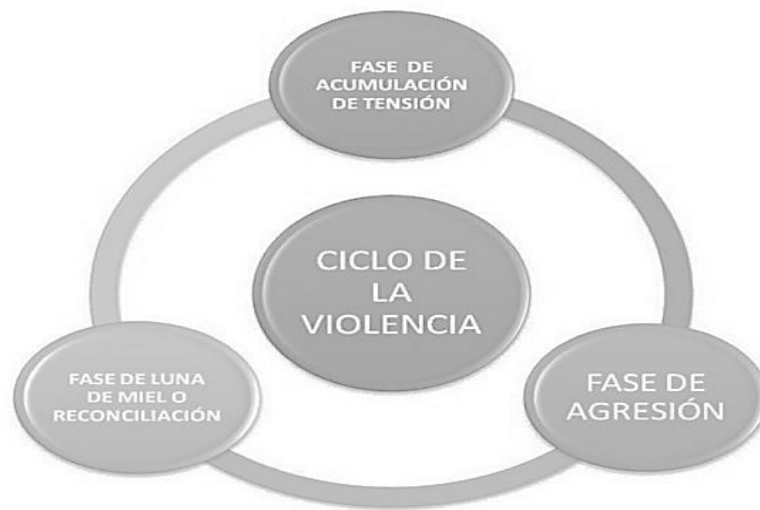 FASE DE
ACUMULACIÓN
DE TENSIÓN
CICLO DE
LA
VIOLENCIA
FASE DE LUNA
DE MIEL O
RECONCILIACIÓN
FASE DE
AGRESIÓN